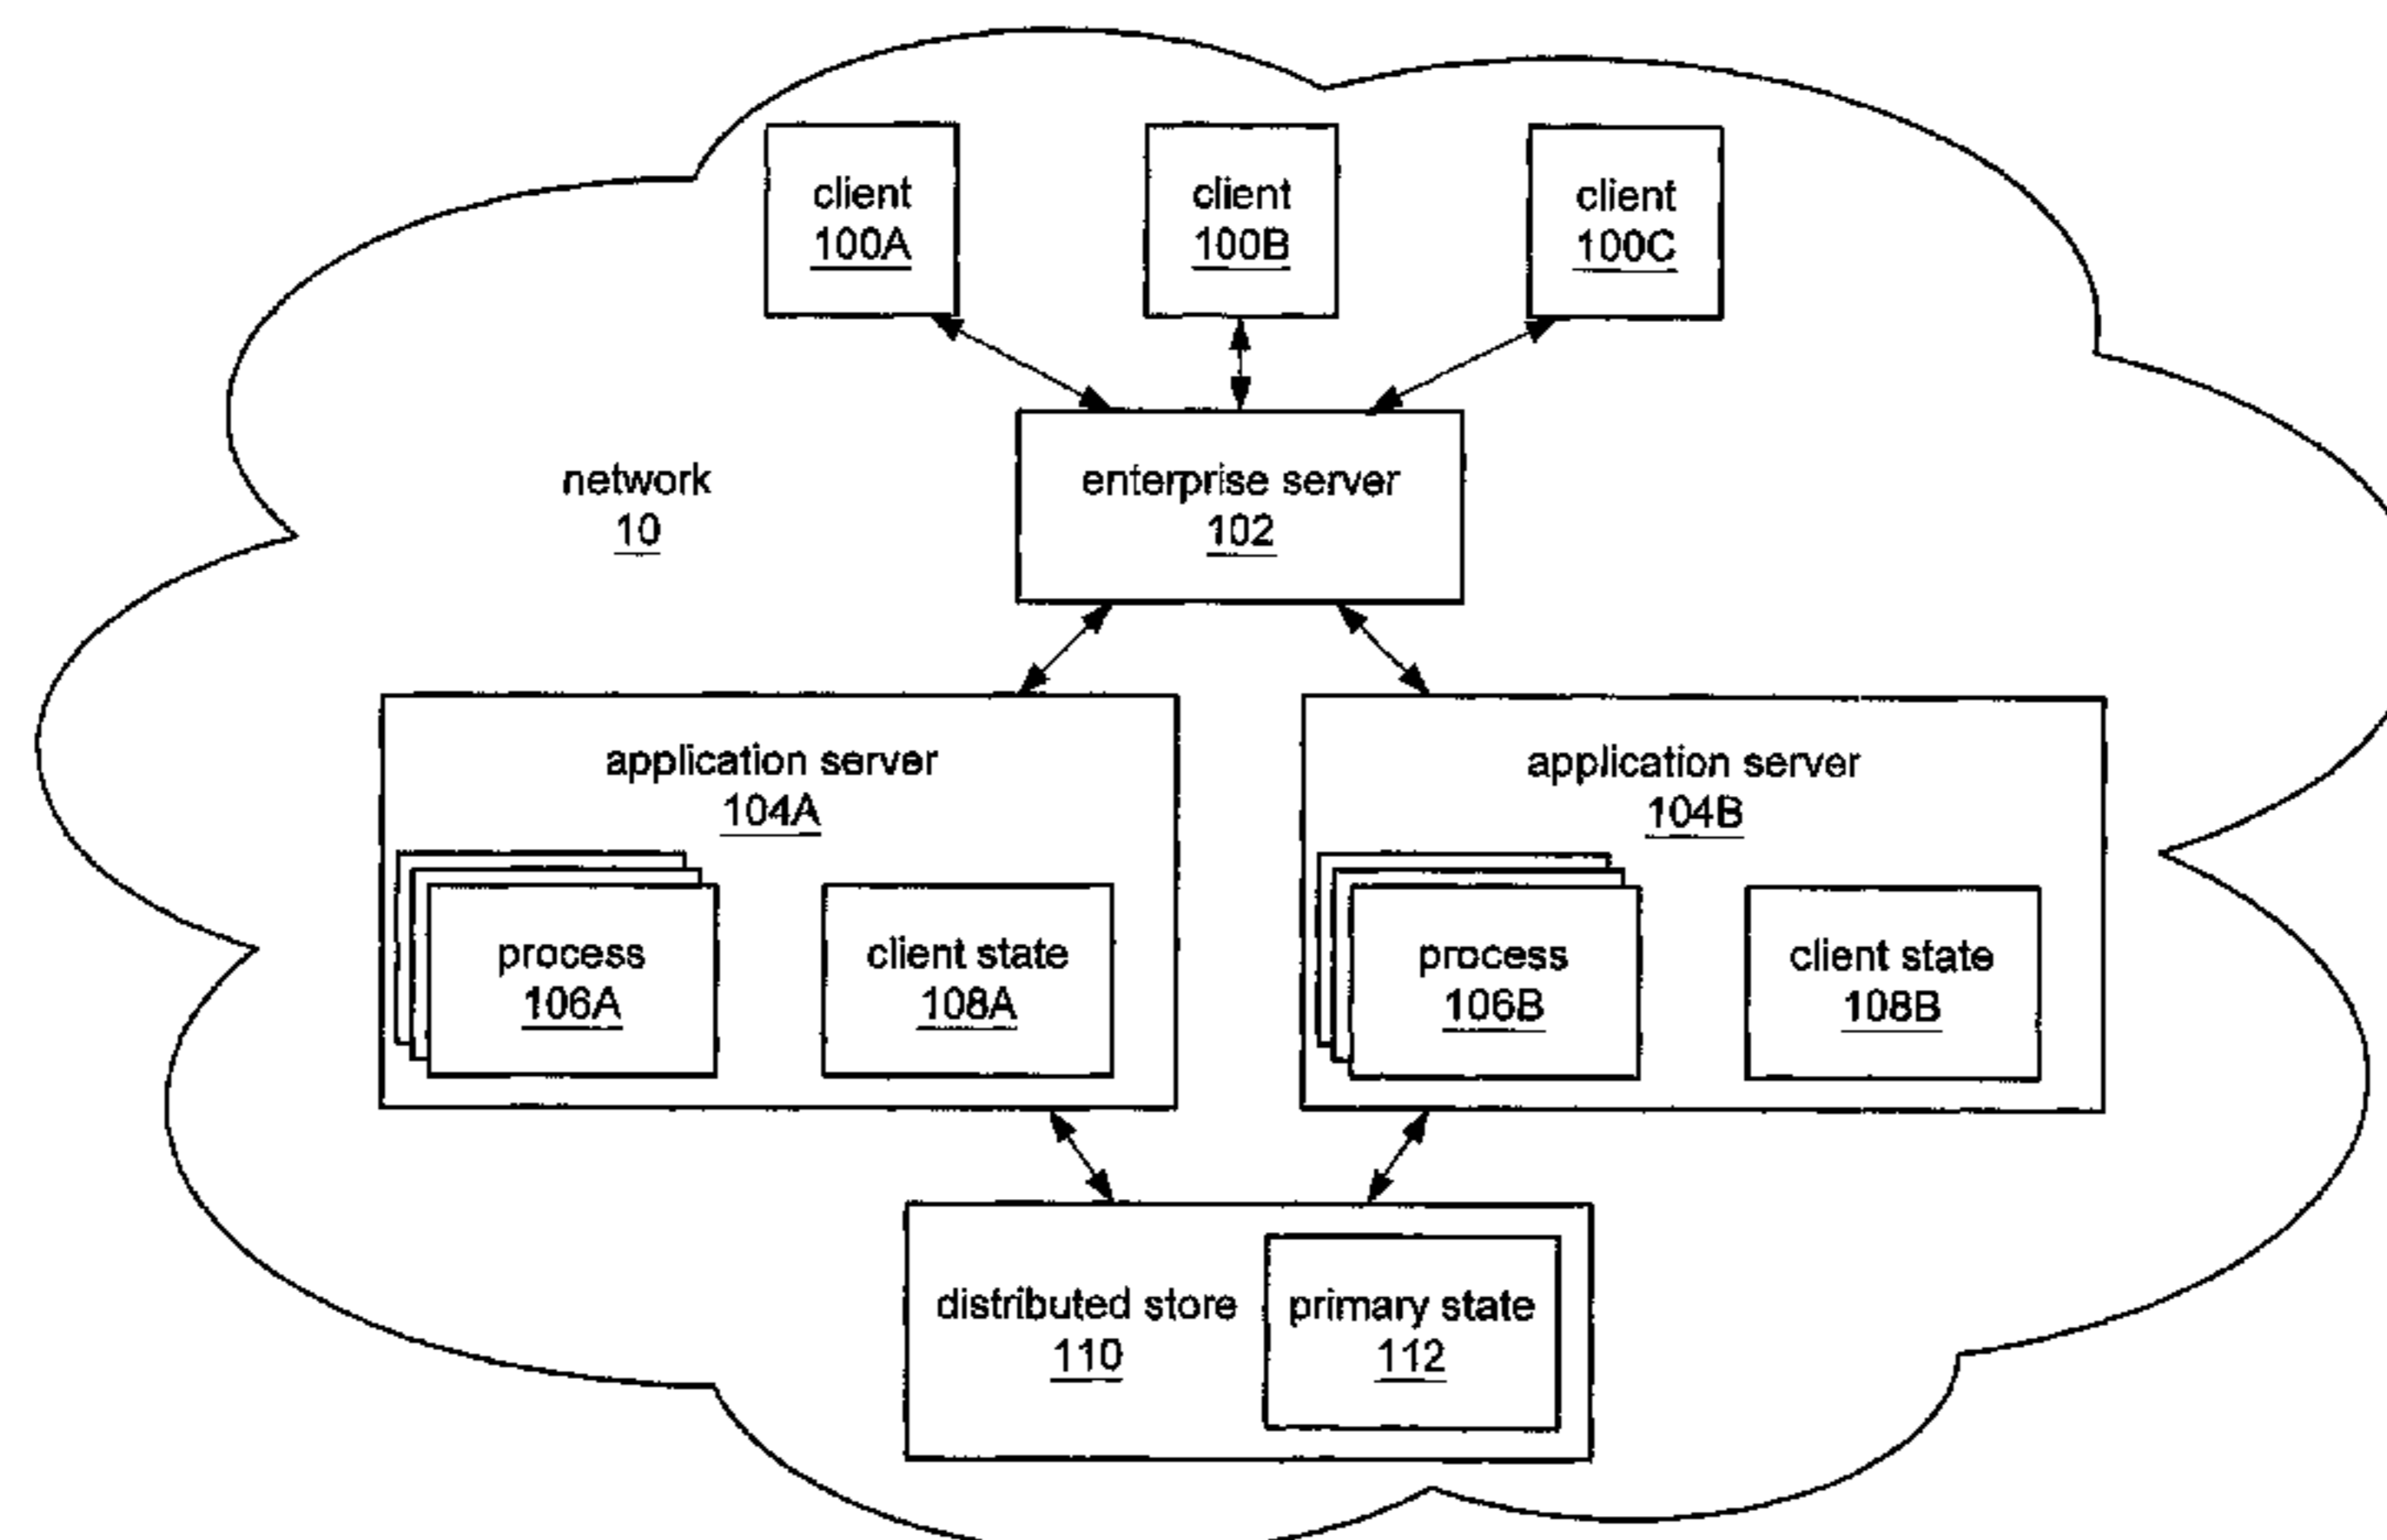 client
100A
client
100B
client
100C
network
10
enterprise server
102
application server
104A
process
106A
client state
108A
application server
104B
process
106B
client state
108B
distributed store
110
primary state
112